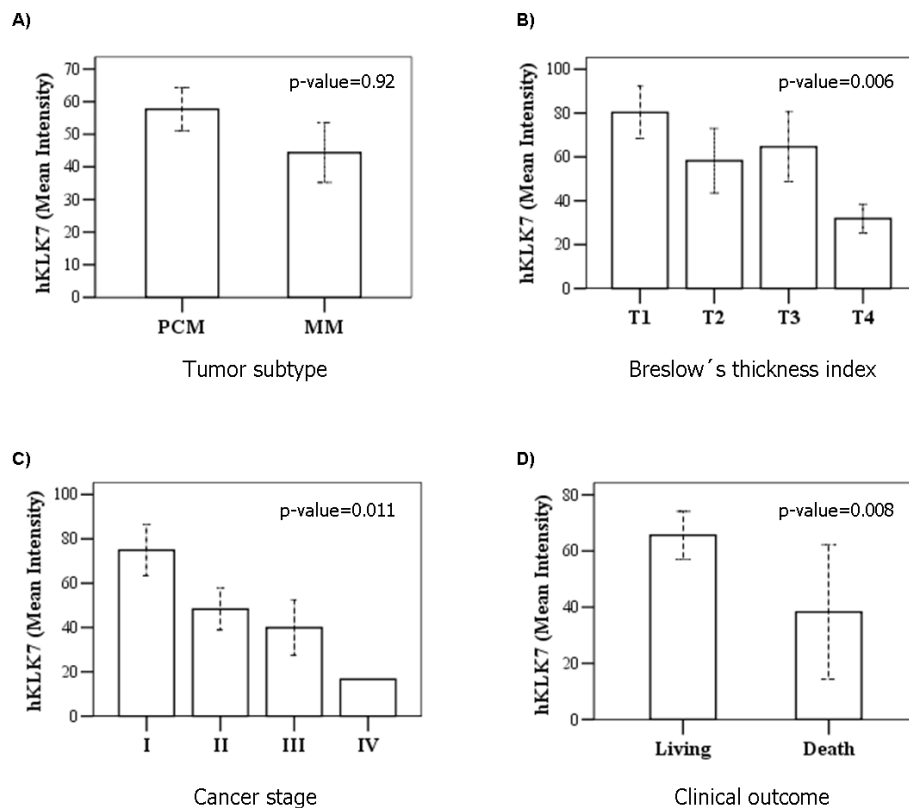 A)
hKLK7 (Mean Intensity)
70
60
50
40
30
20
10
0
p-value=0.92
PCM MM
Tumor subtype
B)
hKLK7 (Mean Intensity)
100
80
60
40
20
0
p-value=0.006
T1 T2 T3 T4
Breslow´s thickness index
C)
hKLK7 (Mean Intensity)
100
80
60
40
20
0
p-value=0.011
I II III IV
Cancer stage
D)
hKLK7 (Mean Intensity)
80
60
40
20
0
p-value=0.008
Living Death
Clinical outcome